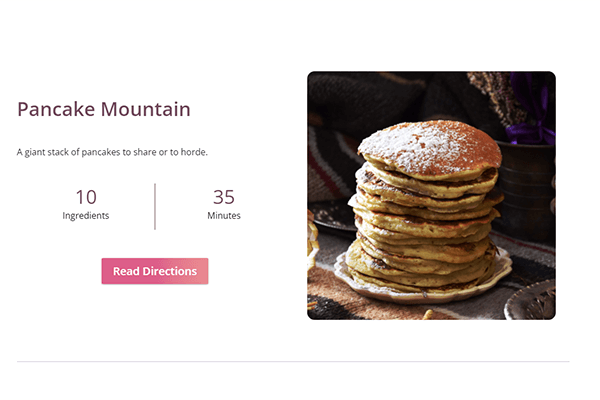 Pancake Mountain
A giant stack of pancakes to share or to horde.
10 35
Ingredients Minutes
Read Directions